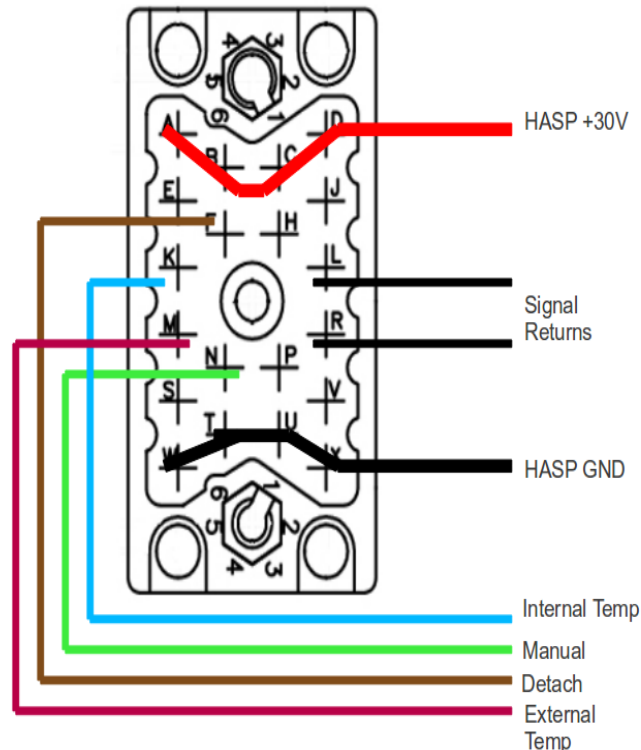 4 3
5 2
6 1
A D
B C
E J
F H
K L
M R
N P
S V
T U
W X
6 1
5 2
4 3
HASP +30V
Signal
Returns
HASP GND
Internal Temp
Manual
Detach
External
Temp